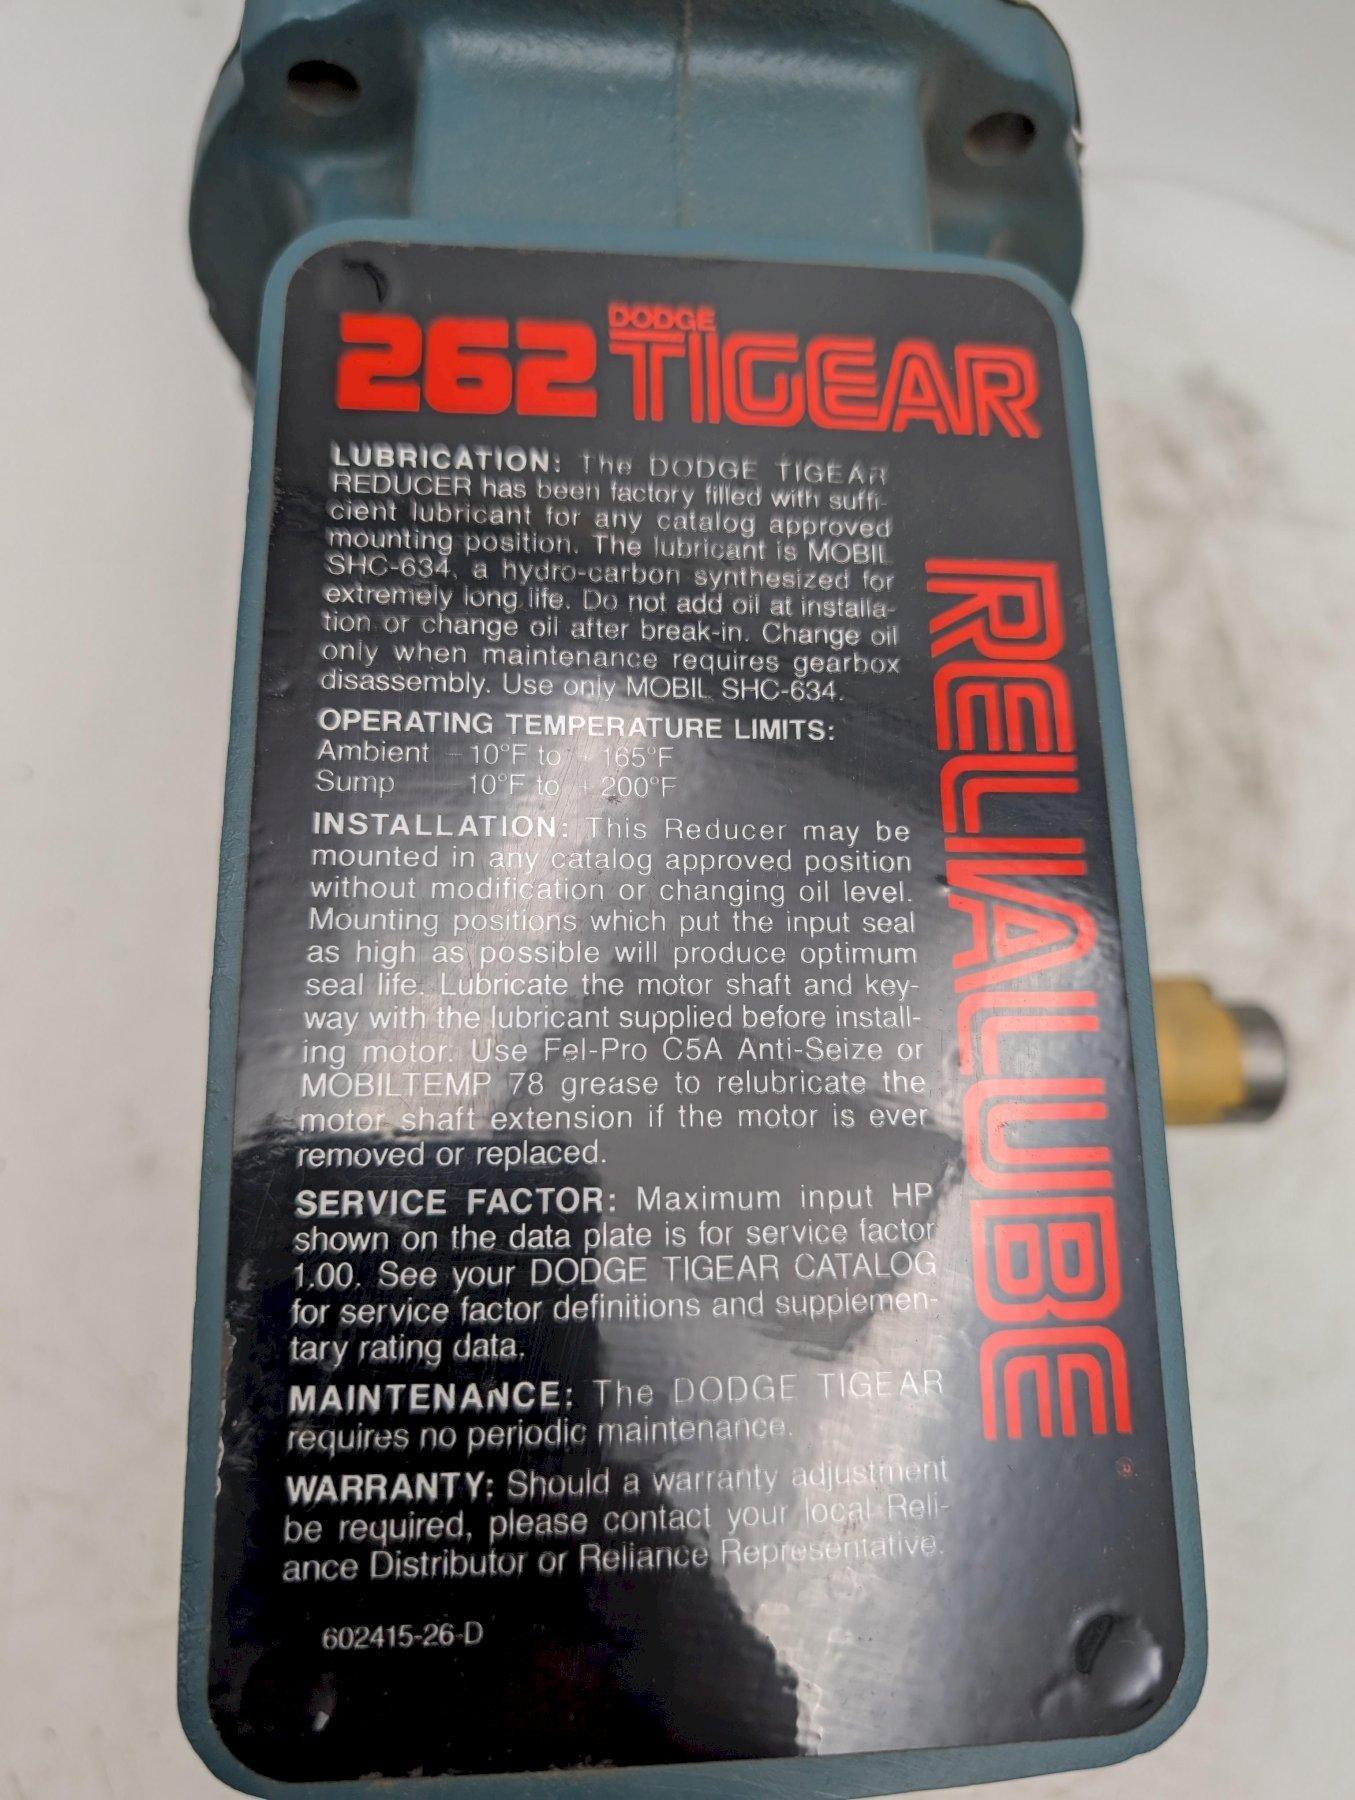 262 DODGE TIGEAR
LUBRICATION: The DODGE TIGEAR
REDUCER has been factory filled with suffi-
cient lubricant for any catalog approved
mounting position. The lubricant is MOBIL
SHC-634, a hydro-carbon synthesized for
extremely long life. Do not add oil at installa-
tion or change oil after break-in. Change oil
only when maintenance requires gearbox
disassembly. Use only MOBIL SHC-634.
OPERATING TEMPERATURE LIMITS:
Ambient - 10°F to + 165°F
Sump 10°F to + 200°F
INSTALLATION: This Reducer may be
mounted in any catalog approved position
without modification or changing oil level.
Mounting positions which put the input seal
as high as possible will produce optimum
seal life. Lubricate the motor shaft and key-
way with the lubricant supplied before install-
ing motor. Use Fel-Pro C5A Anti-Seize or
MOBILTEMP 78 grease to relubricate the
motor shaft extension if the motor is ever
removed or replaced.
SERVICE FACTOR: Maximum input HP
shown on the data plate is for service factor
1.00. See your DODGE TIGEAR CATALOG
for service factor definitions and supplemen-
tary rating data.
MAINTENANCE: The DODGE TIGEAR
requires no periodic maintenance.
WARRANTY: Should a warranty adjustment
be required, please contact your local Reli-
ance Distributor or Reliance Representative.
602415-26-D
RELIALUBE®